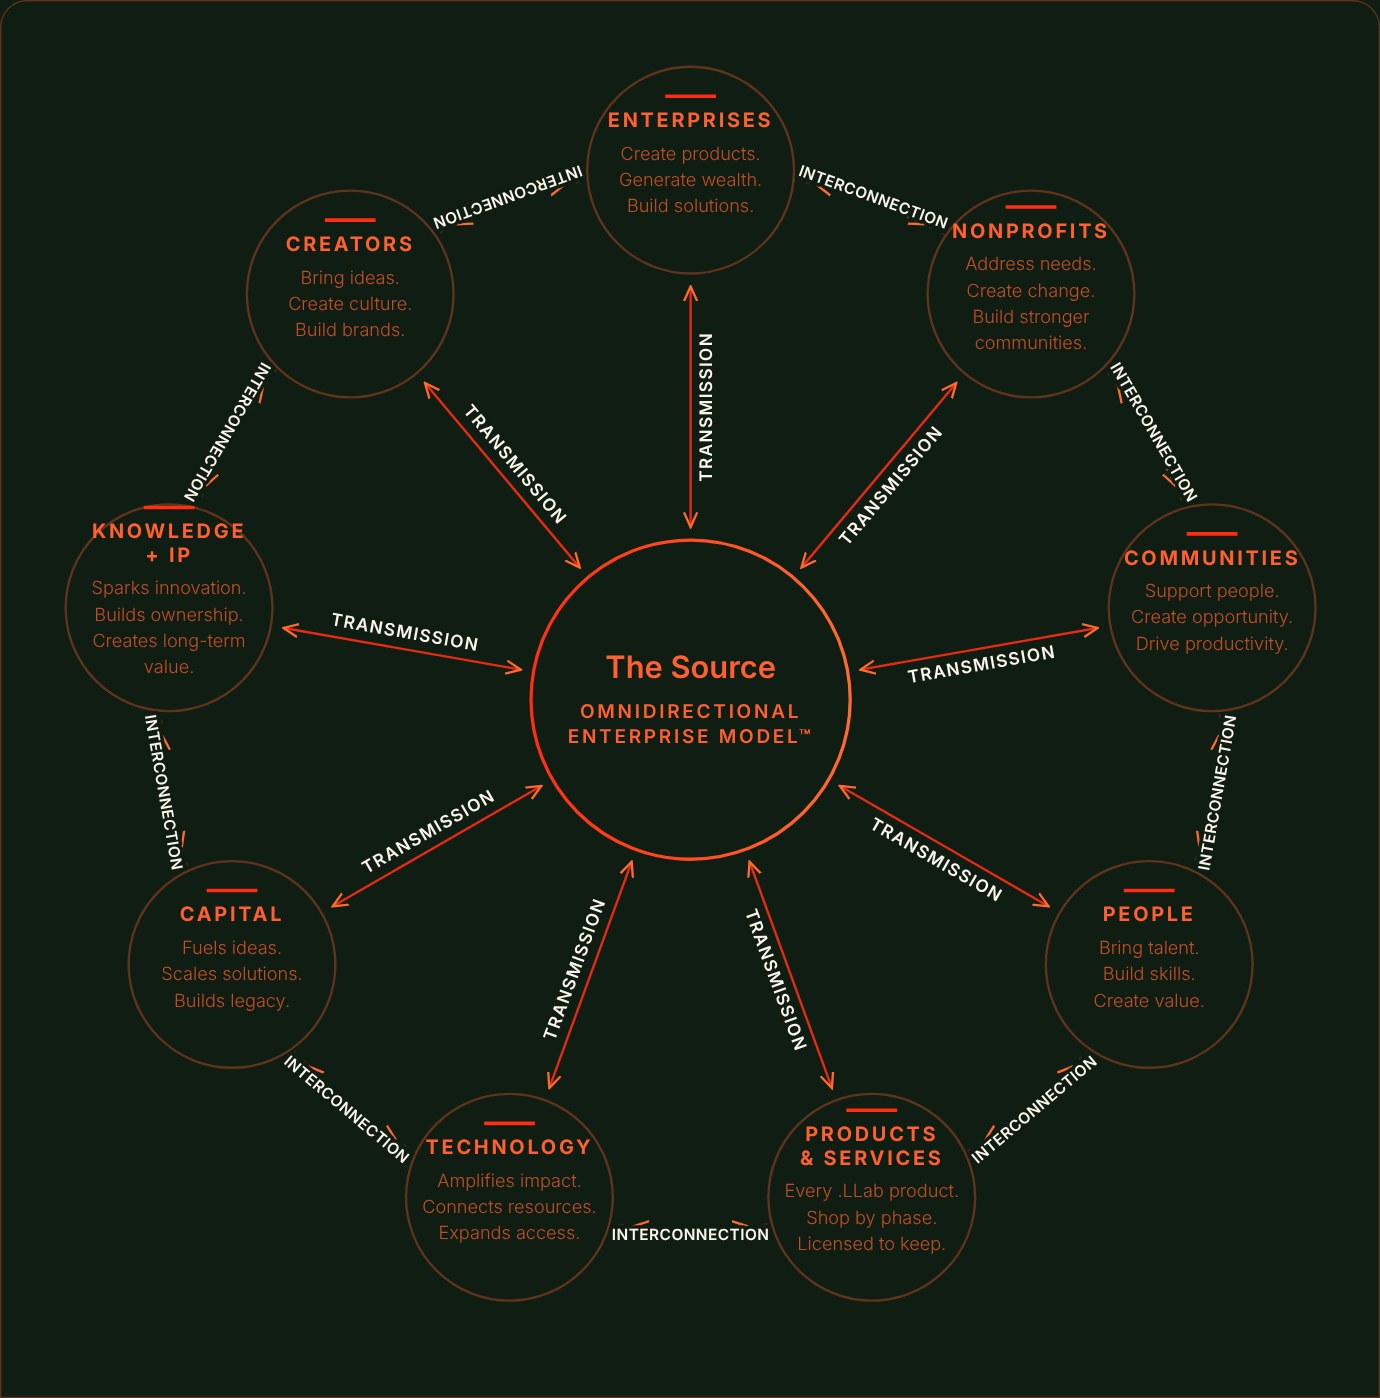 ENTERPRISES
Create products.
Generate wealth.
Build solutions.
INTERCONNECTION
INTERCONNECTION
CREATORS
Bring ideas.
Create culture.
Build brands.
NONPROFITS
Address needs.
Create change.
Build stronger
communities.
TRANSMISSION
TRANSMISSION
TRANSMISSION
INTERCONNECTION
INTERCONNECTION
KNOWLEDGE
+ IP
Sparks innovation.
Builds ownership.
Creates long-term
value.
TRANSMISSION
The Source
OMNIDIRECTIONAL
ENTERPRISE MODEL™
TRANSMISSION
COMMUNITIES
Support people.
Create opportunity.
Drive productivity.
INTERCONNECTION
INTERCONNECTION
TRANSMISSION
TRANSMISSION
CAPITAL
Fuels ideas.
Scales solutions.
Builds legacy.
TRANSMISSION
TRANSMISSION
PEOPLE
Bring talent.
Build skills.
Create value.
INTERCONNECTION
INTERCONNECTION
TECHNOLOGY
Amplifies impact.
Connects resources.
Expands access.
INTERCONNECTION
PRODUCTS
& SERVICES
Every .LLab product.
Shop by phase.
Licensed to keep.